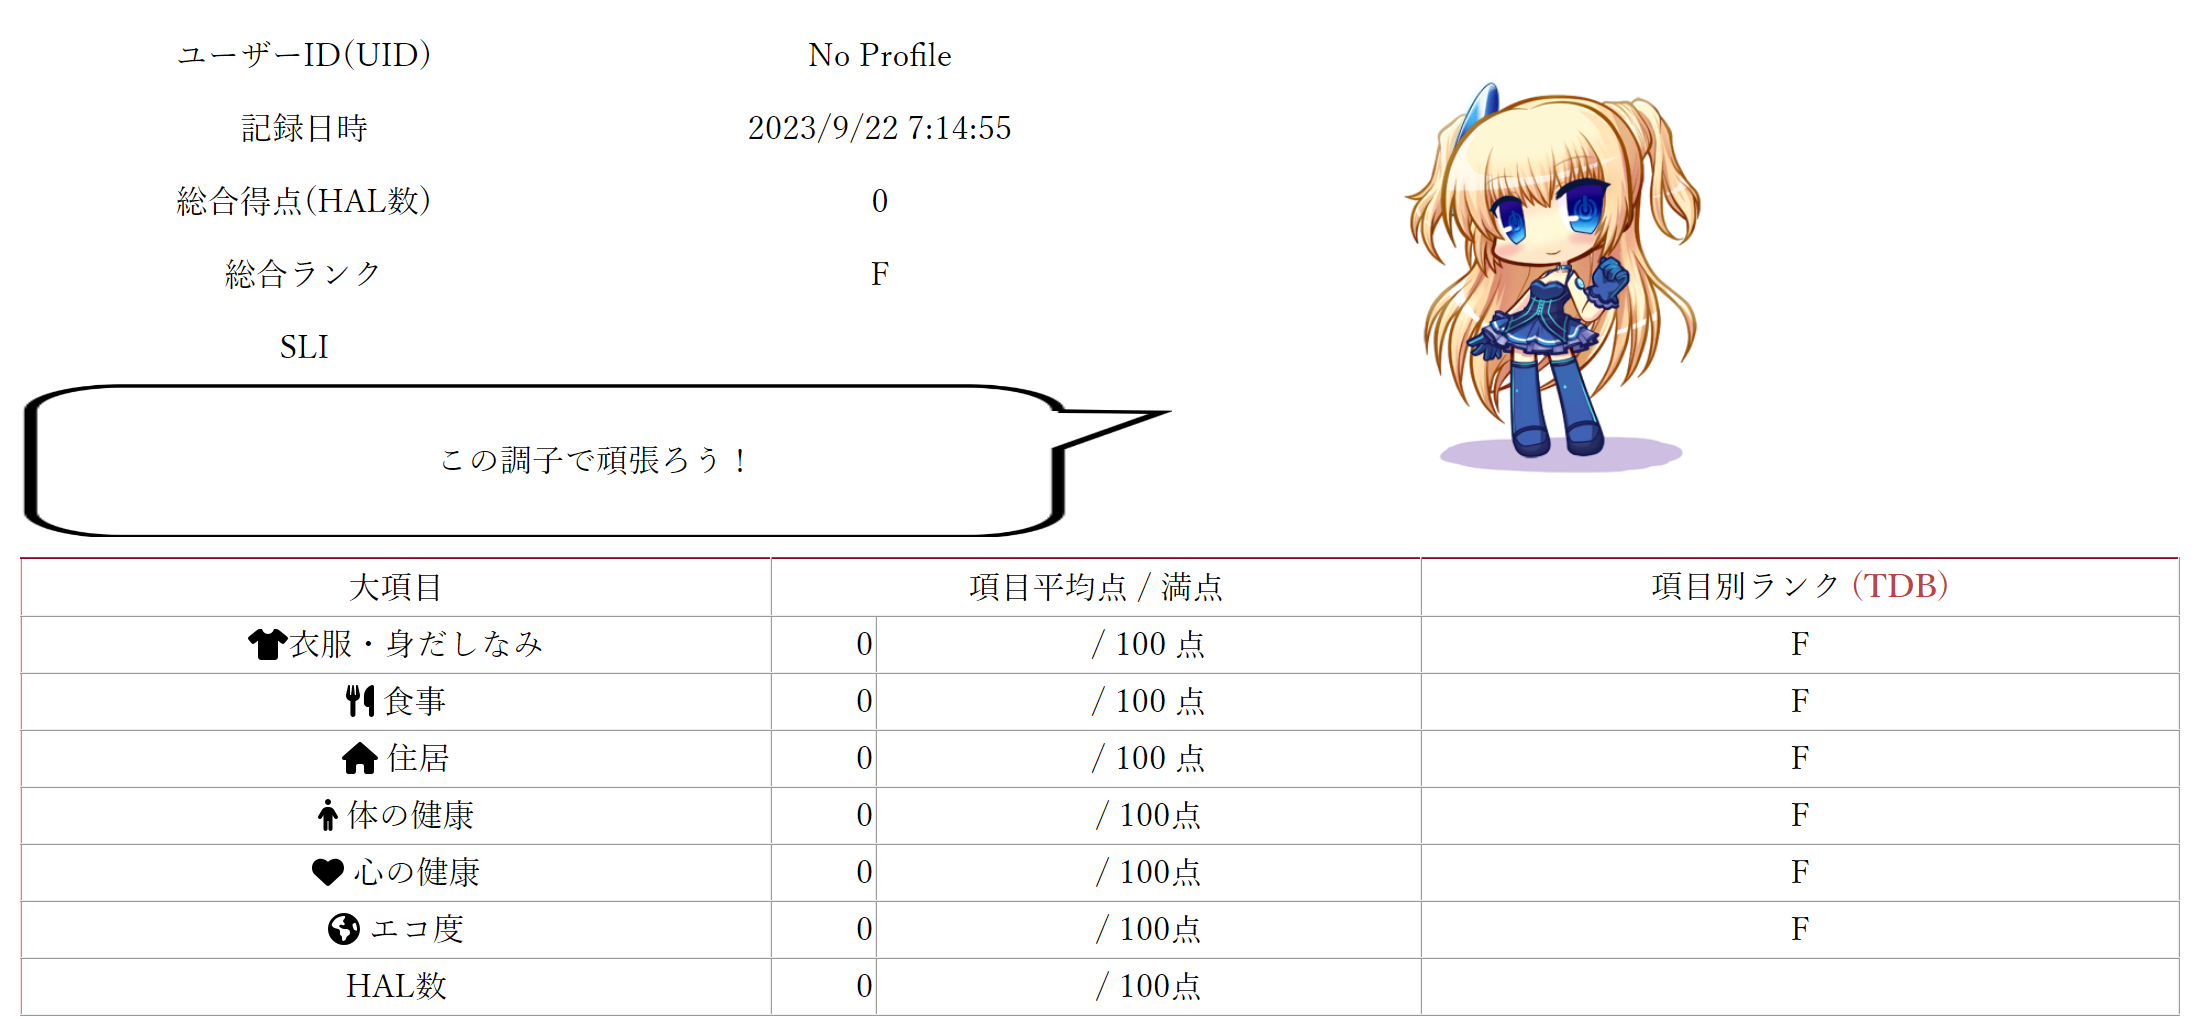 ユーザーID(UID) No Profile
記録日時 2023/9/22 7:14:55
総合得点(HAL数) 0
総合ランク F
SLI
この調子で頑張ろう！
大項目 項目平均点 / 満点 項目別ランク (TDB)
衣服・身だしなみ 0 / 100 点 F
食事 0 / 100 点 F
住居 0 / 100 点 F
体の健康 0 / 100点 F
心の健康 0 / 100点 F
エコ度 0 / 100点 F
HAL数 0 / 100点